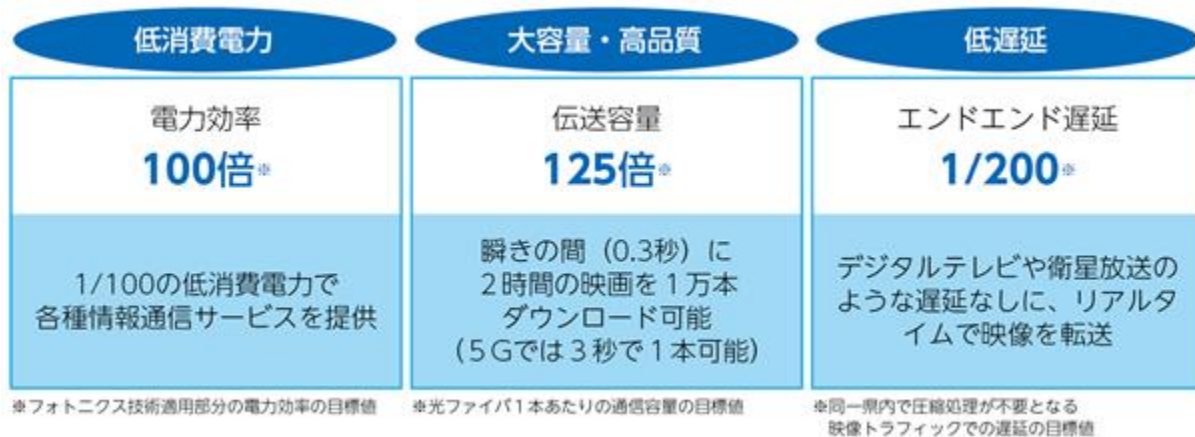 低消費電力
電力効率
100倍※
1/100の低消費電力で
各種情報通信サービスを提供
※フォトニクス技術適用部分の電力効率の目標値
大容量・高品質
伝送容量
125倍※
瞬きの間（0.3秒）に
2時間の映画を1万本
ダウンロード可能
（5Gでは3秒で1本可能）
※光ファイバ1本あたりの通信容量の目標値
低遅延
エンドエンド遅延
1/200※
デジタルテレビや衛星放送の
ような遅延なしに、リアルタ
イムで映像を転送
※同一県内で圧縮処理が不要となる
映像トラフィックでの遅延の目標値